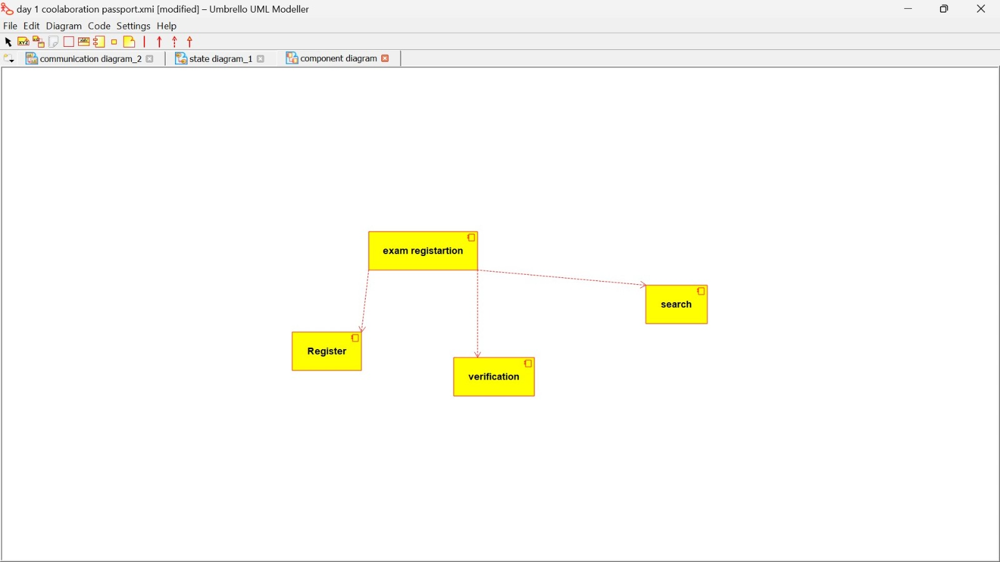 day 1 coolaboration passport.xmi [modified] – Umbrello UML Modeller
File Edit Diagram Code Settings Help
communication diagram_2 state diagram_1 component diagram
exam registartion
search
Register
verification